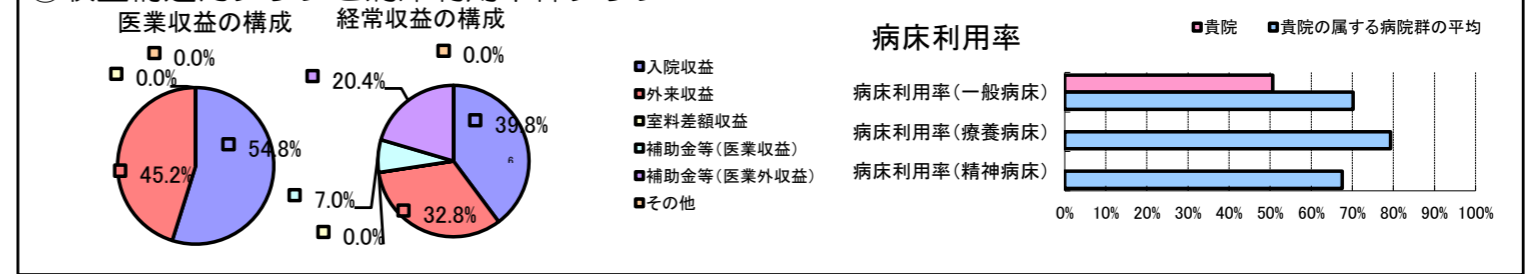 医業収益の構成
0.0%
0.0%
54.8%
45.2%
経常収益の構成
0.0%
20.4%
39.8%
7.0%
32.8%
0.0%
入院収益
外来収益
室料差額収益
補助金等(医業収益)
補助金等(医業外収益)
その他
病床利用率
貴院
貴院の属する病院群の平均
病床利用率(一般病床)
病床利用率(療養病床)
病床利用率(精神病床)
0% 10% 20% 30% 40% 50% 60% 70% 80% 90% 100%